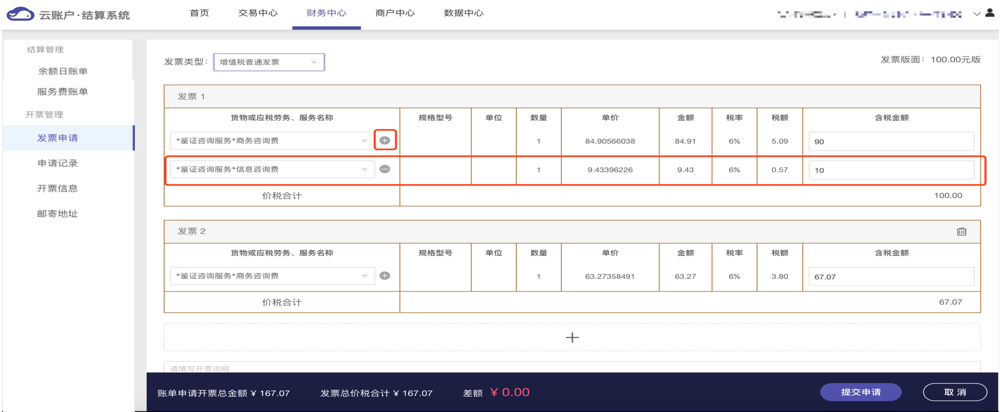 云账户·结算系统
首页 交易中心 财务中心 商户中心 数据中心
结算管理
余额日账单
服务费账单
开票管理
发票申请
申请记录
开票信息
邮寄地址
发票类型： 增值税普通发票
发票版面： 100.00元版
发票 1
货物或应税劳务、服务名称 规格型号 单位 数量 单价 金额 税率 税额 含税金额
*鉴证咨询服务*商务咨询费 1 84.90566038 84.91 6% 5.09 90
*鉴证咨询服务*信息咨询费 1 9.43396226 9.43 6% 0.57 10
价税合计 100.00
发票 2
货物或应税劳务、服务名称 规格型号 单位 数量 单价 金额 税率 税额 含税金额
*鉴证咨询服务*商务咨询费 1 63.27358491 63.27 6% 3.80 67.07
价税合计 67.07
请填写开票说明
账单申请开票总金额 ¥ 167.07 发票总价税合计 ¥ 167.07 差额 ¥ 0.00
提交申请 取 消